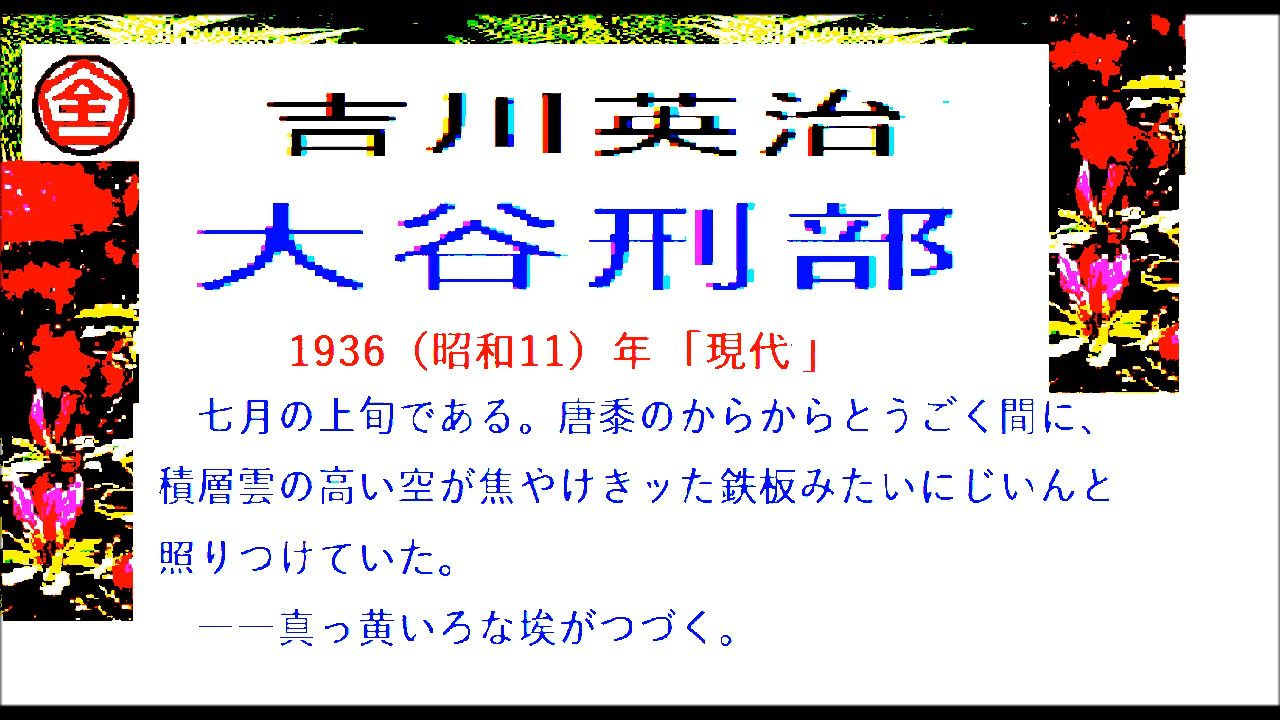 全
吉川英治
大谷刑部
1936（昭和11）年「現代」
七月の上旬である。唐黍のからからとうごく間に、
積層雲の高い空が焦やけきッた鉄板みたいにじいんと
照りつけていた。
――真っ黄いろな埃がつづく。